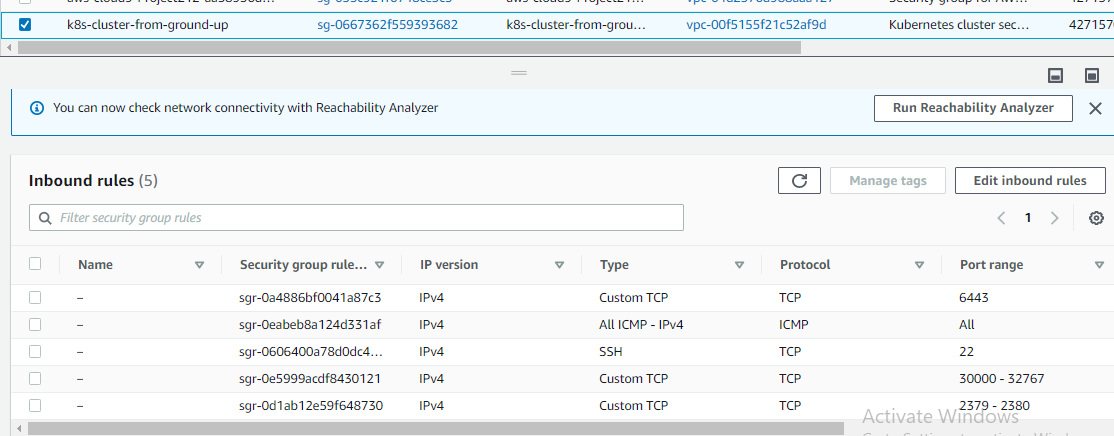 k8s-cluster-from-ground-up sg-0667362f559393682 k8s-cluster-from-grou... vpc-00f5155f21c52af9d Kubernetes cluster sec...
You can now check network connectivity with Reachability Analyzer Run Reachability Analyzer
Inbound rules (5) Manage tags Edit inbound rules
Filter security group rules 1
Name Security group rule... IP version Type Protocol Port range
– sgr-0a4886bf0041a87c3 IPv4 Custom TCP TCP 6443
– sgr-0eabeb8a124d331af IPv4 All ICMP - IPv4 ICMP All
– sgr-0606400a78d0dc4... IPv4 SSH TCP 22
– sgr-0e5999acdf8430121 IPv4 Custom TCP TCP 30000 - 32767
– sgr-0d1ab12e59f648730 IPv4 Custom TCP TCP 2379 - 2380
Activate Windows